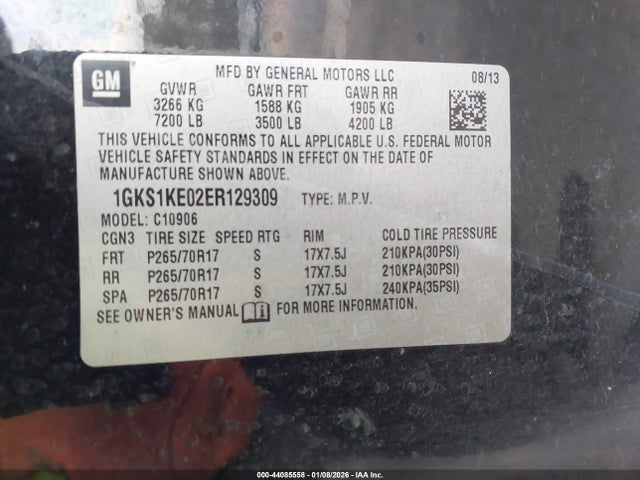 GM
MFD BY GENERAL MOTORS LLC 08/13
GVWR GAWR FRT GAWR RR
3266 KG 1588 KG 1905 KG
7200 LB 3500 LB 4200 LB
THIS VEHICLE CONFORMS TO ALL APPLICABLE U.S. FEDERAL MOTOR
VEHICLE SAFETY STANDARDS IN EFFECT ON THE DATE OF
MANUFACTURE SHOWN ABOVE.
1GKS1KE02ER129309 TYPE: M.P.V.
MODEL: C10906
CGN3 TIRE SIZE SPEED RTG RIM COLD TIRE PRESSURE
FRT P265/70R17 S 17X7.5J 210KPA(30PSI)
RR P265/70R17 S 17X7.5J 210KPA(30PSI)
SPA P265/70R17 S 17X7.5J 240KPA(35PSI)
SEE OWNER'S MANUAL FOR MORE INFORMATION.
000-44085558 - 01/08/2026 - IAAI, Inc.